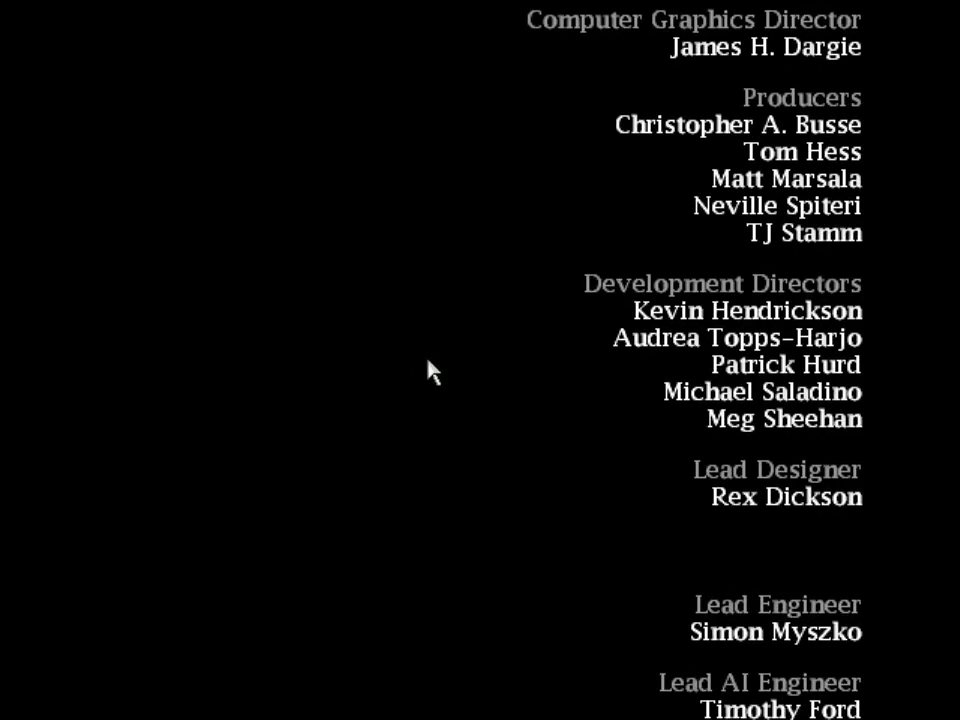 Computer Graphics Director
James H. Dargie
Producers
Christopher A. Busse
Tom Hess
Matt Marsala
Neville Spiteri
TJ Stamm
Development Directors
Kevin Hendrickson
Audrea Topps-Harjo
Patrick Hurd
Michael Saladino
Meg Sheehan
Lead Designer
Rex Dickson
Lead Engineer
Simon Myszko
Lead AI Engineer
Timothy Ford